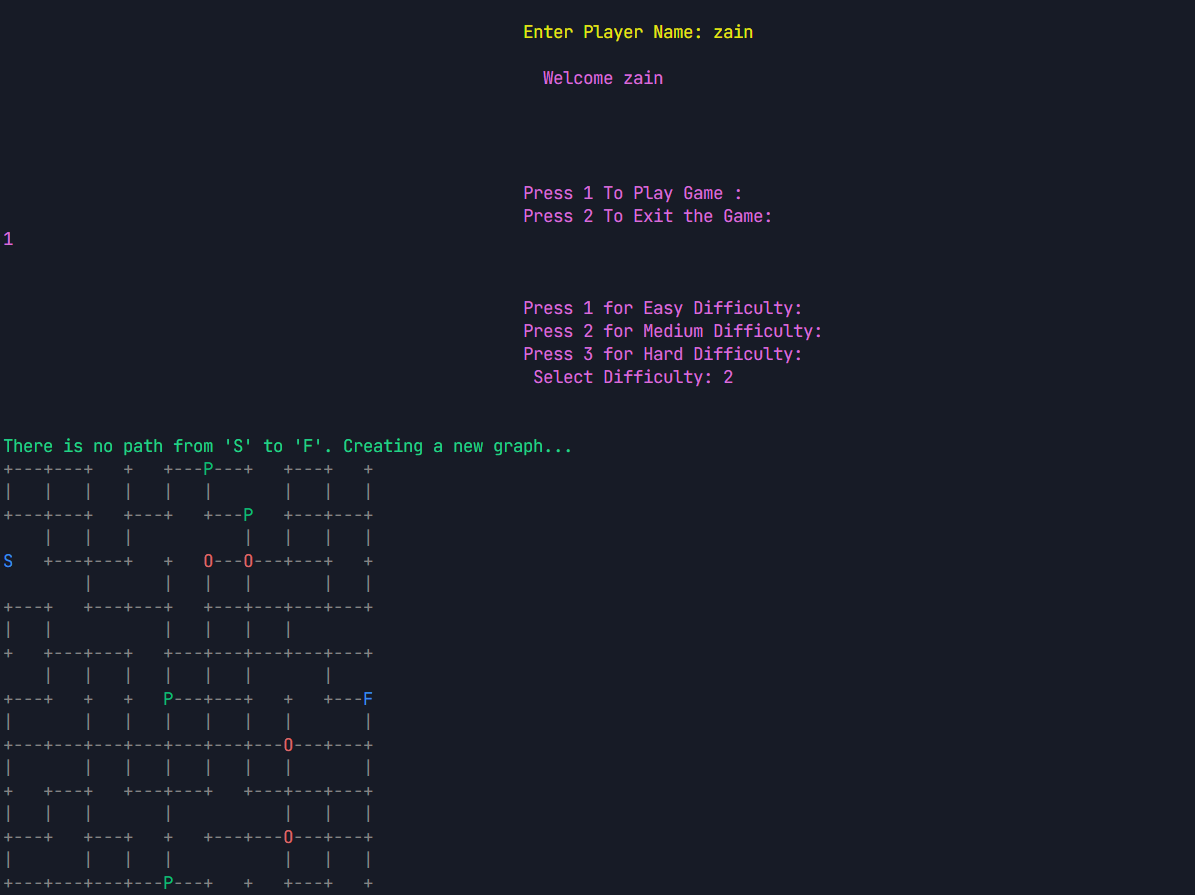 Enter Player Name: zain
Welcome zain
Press 1 To Play Game :
Press 2 To Exit the Game:
1
Press 1 for Easy Difficulty:
Press 2 for Medium Difficulty:
Press 3 for Hard Difficulty:
Select Difficulty: 2
There is no path from 'S' to 'F'. Creating a new graph...
+---+---+   +   +---P---+   +---+   +
|   |   |   |   |   |       |   |   |
+---+---+   +---+   +---P   +---+---+
    |   |   |           |   |   |   |
S   +---+---+   +   O---O---+---+   +
        |       |   |   |       |   |
+---+   +---+---+   +---+---+---+---+
|   |           |   |   |   |
+   +---+---+   +---+---+---+---+---+
    |   |   |   |   |   |       |
+---+   +   +   P---+---+   +   +---F
|       |   |   |   |   |   |       |
+---+---+---+---+---+---+---O---+---+
|       |   |   |   |   |   |       |
+   +---+   +---+---+   +---+---+---+
|   |   |       |           |   |   |
+---+   +---+   +   +---+---O---+---+
|       |   |   |           |   |   |
+---+---+---+---P---+   +   +---+   +